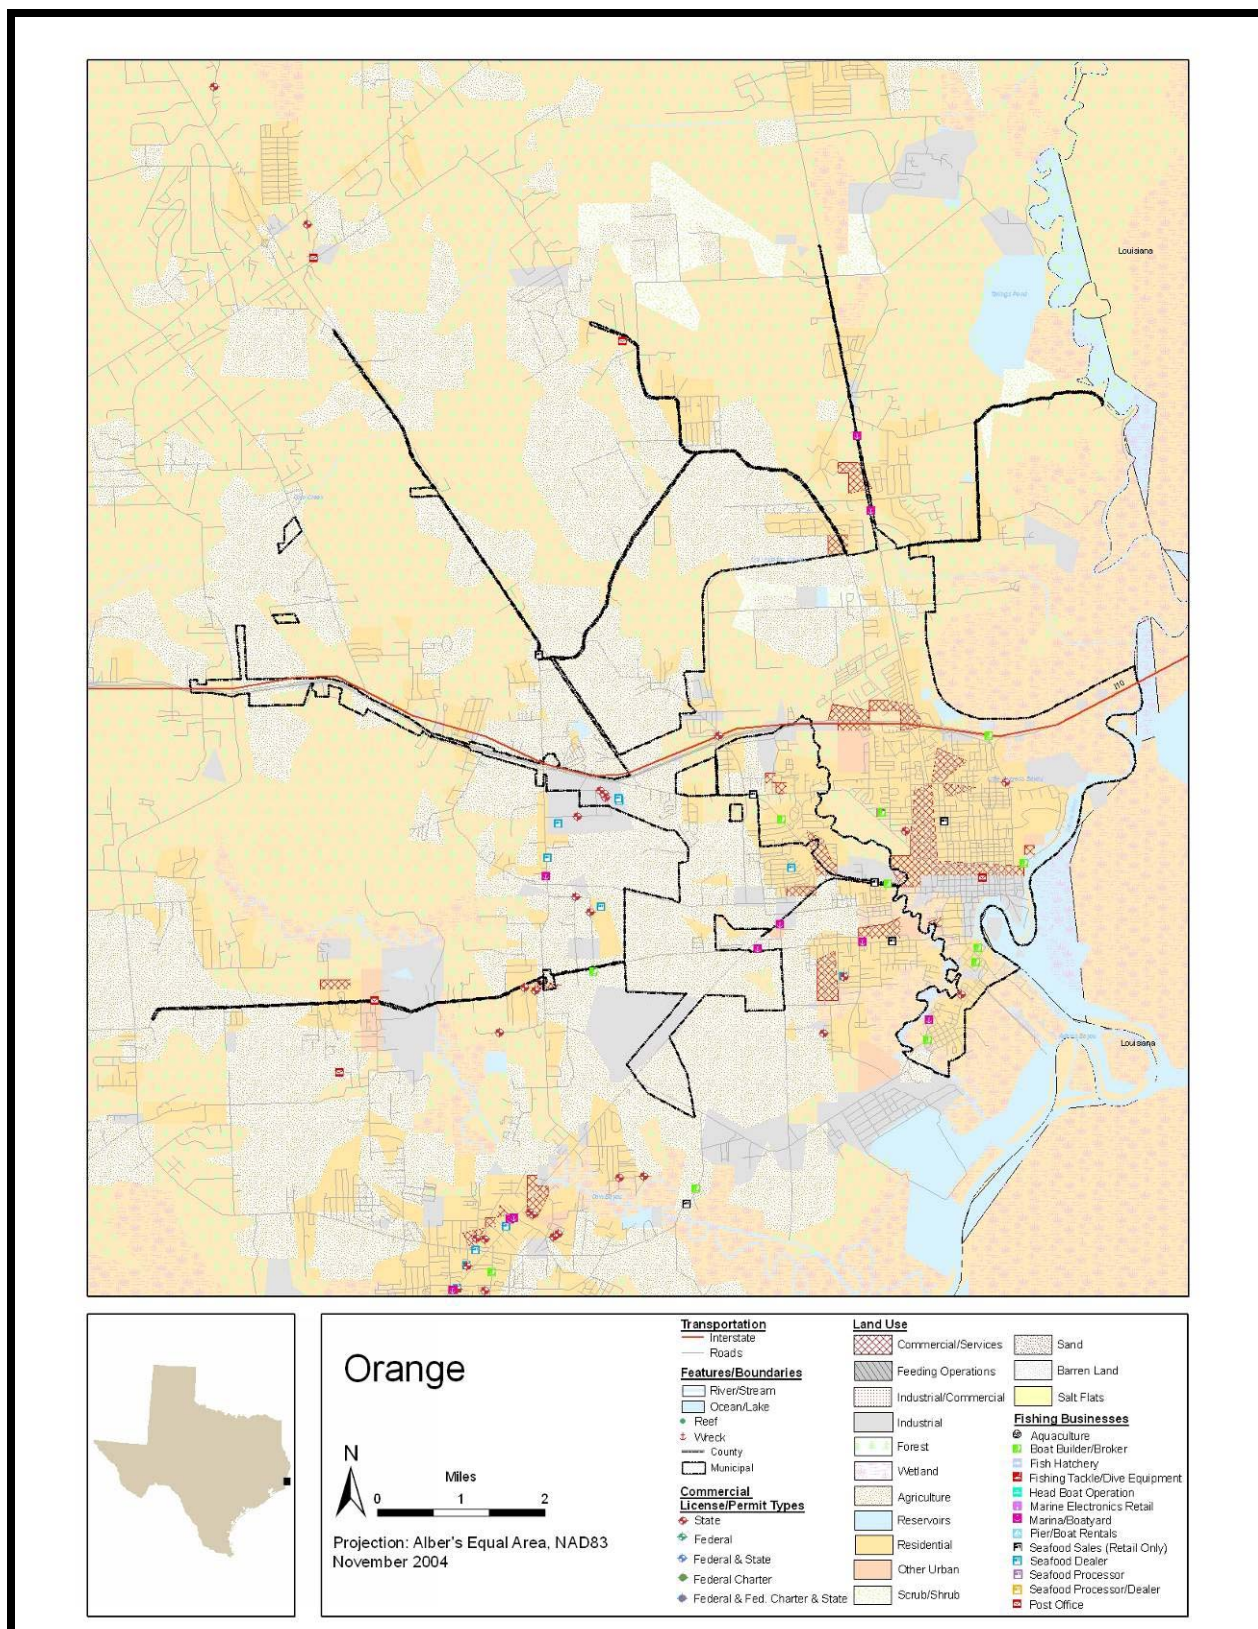 Louisiana
I10
Louisiana
Orange
N
Miles
0 1 2
Projection: Alber's Equal Area, NAD83
November 2004
Transportation
Interstate
Roads
Features/Boundaries
River/Stream
Ocean/Lake
Reef
Wreck
County
Municipal
Commercial
License/Permit Types
State
Federal
Federal & State
Federal Charter
Federal & Fed. Charter & State
Land Use
Commercial/Services
Feeding Operations
Industrial/Commercial
Industrial
Forest
Wetland
Agriculture
Reservoirs
Residential
Other Urban
Scrub/Shrub
Sand
Barren Land
Salt Flats
Fishing Businesses
Aquaculture
Boat Builder/Broker
Fish Hatchery
Fishing Tackle/Dive Equipment
Head Boat Operation
Marine Electronics Retail
Marina/Boatyard
Pier/Boat Rentals
Seafood Sales (Retail Only)
Seafood Dealer
Seafood Processor
Seafood Processor/Dealer
Post Office